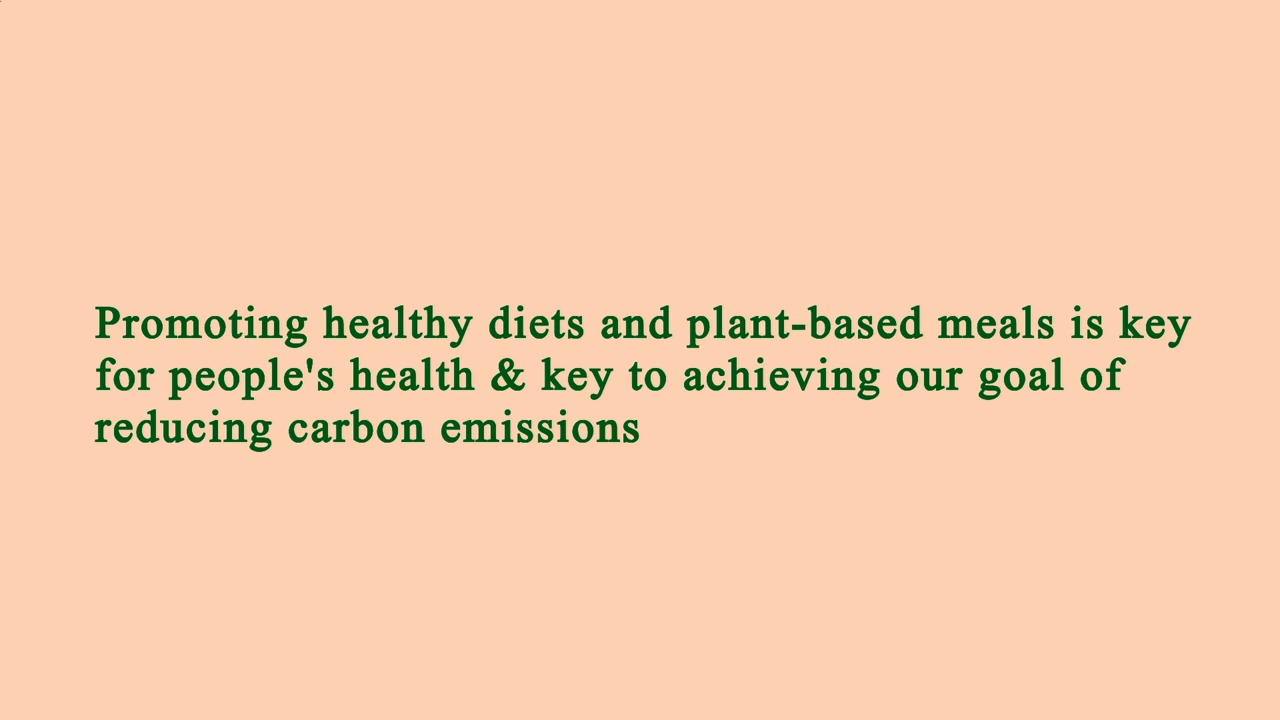 Promoting healthy diets and plant-based meals is key
for people's health & key to achieving our goal of
reducing carbon emissions